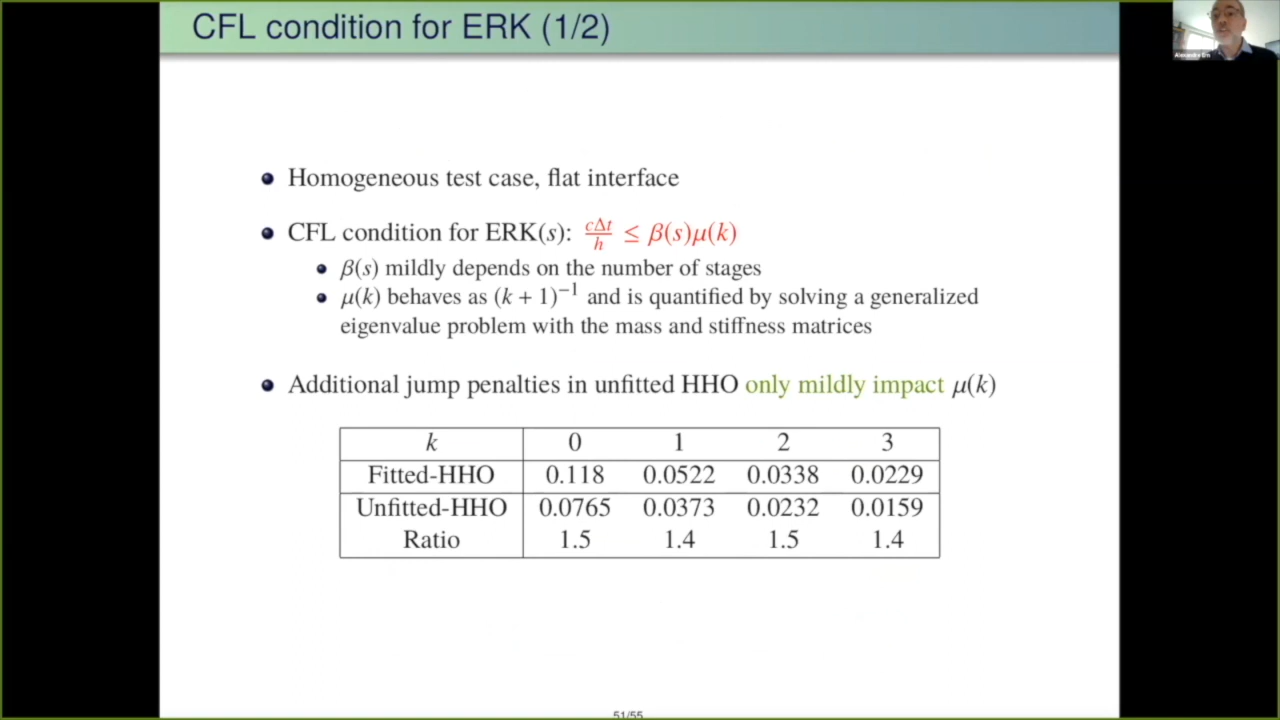 CFL condition for ERK (1/2)
Alexandre Ern
Homogeneous test case, flat interface
CFL condition for ERK(s): cΔt/h ≤ β(s)μ(k)
β(s) mildly depends on the number of stages
μ(k) behaves as (k + 1)⁻¹ and is quantified by solving a generalized
eigenvalue problem with the mass and stiffness matrices
Additional jump penalties in unfitted HHO only mildly impact μ(k)
k 0 1 2 3
Fitted-HHO 0.118 0.0522 0.0338 0.0229
Unfitted-HHO 0.0765 0.0373 0.0232 0.0159
Ratio 1.5 1.4 1.5 1.4
51/55